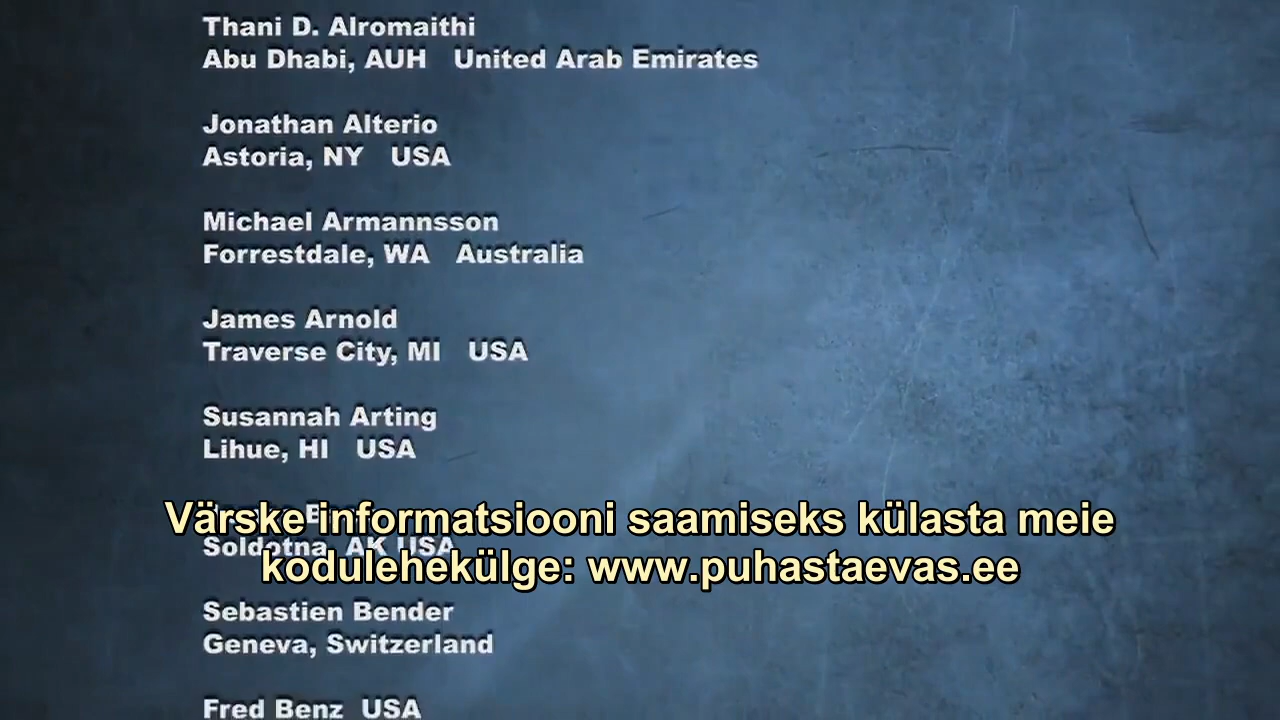 Thani D. Alromaithi
Abu Dhabi, AUH United Arab Emirates
Jonathan Alterio
Astoria, NY USA
Michael Armannsson
Forrestdale, WA Australia
James Arnold
Traverse City, MI USA
Susannah Arting
Lihue, HI USA
Soldotna, AK USA
Värske informatsiooni saamiseks külasta meie
kodulehekülge: www.puhastaevas.ee
Sebastien Bender
Geneva, Switzerland
Fred Benz USA